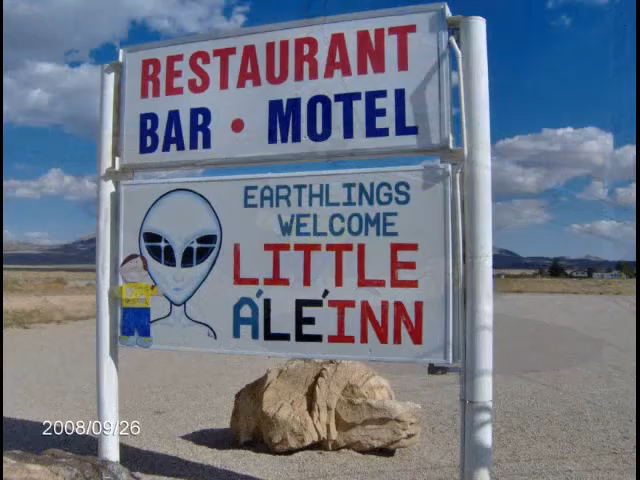 RESTAURANT
BAR • MOTEL
EARTHLINGS
WELCOME
LITTLE
A'LE'INN
2008/09/26